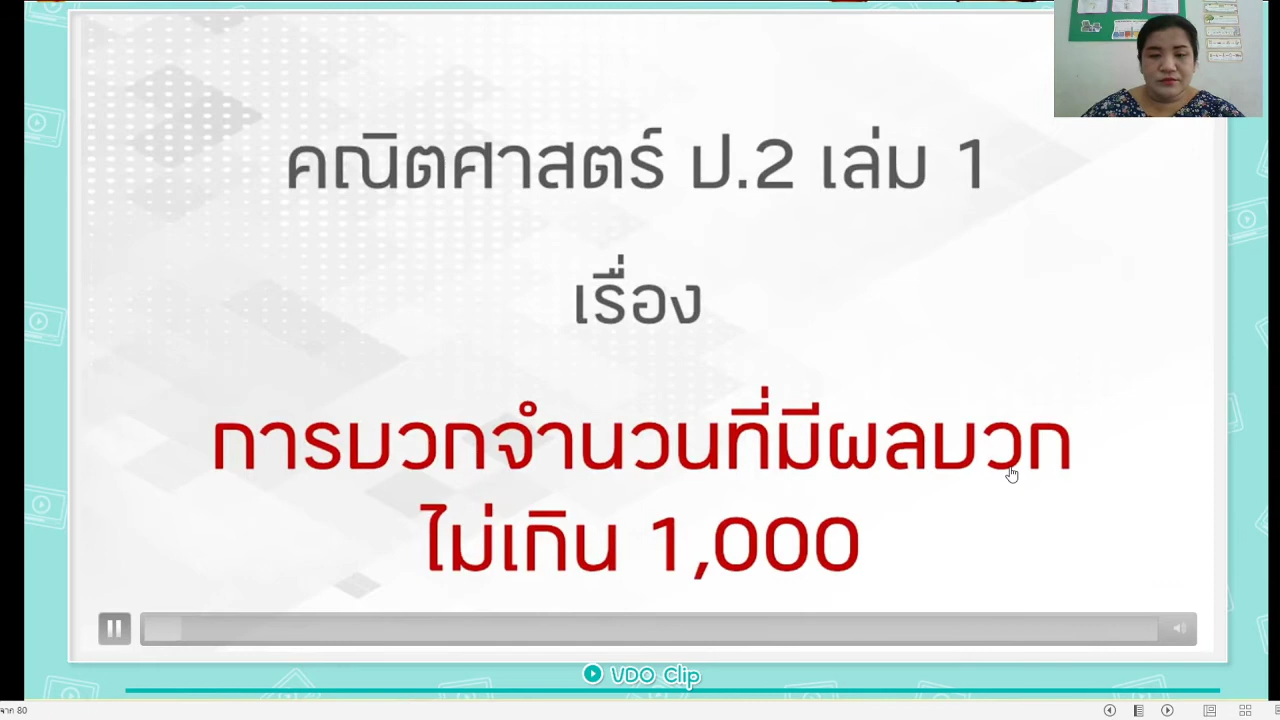 คณิตศาสตร์ ป.2 เล่ม 1
เรื่อง
การบวกจำนวนที่มีผลบวก
ไม่เกิน 1,000
VDO Clip
จาก 80